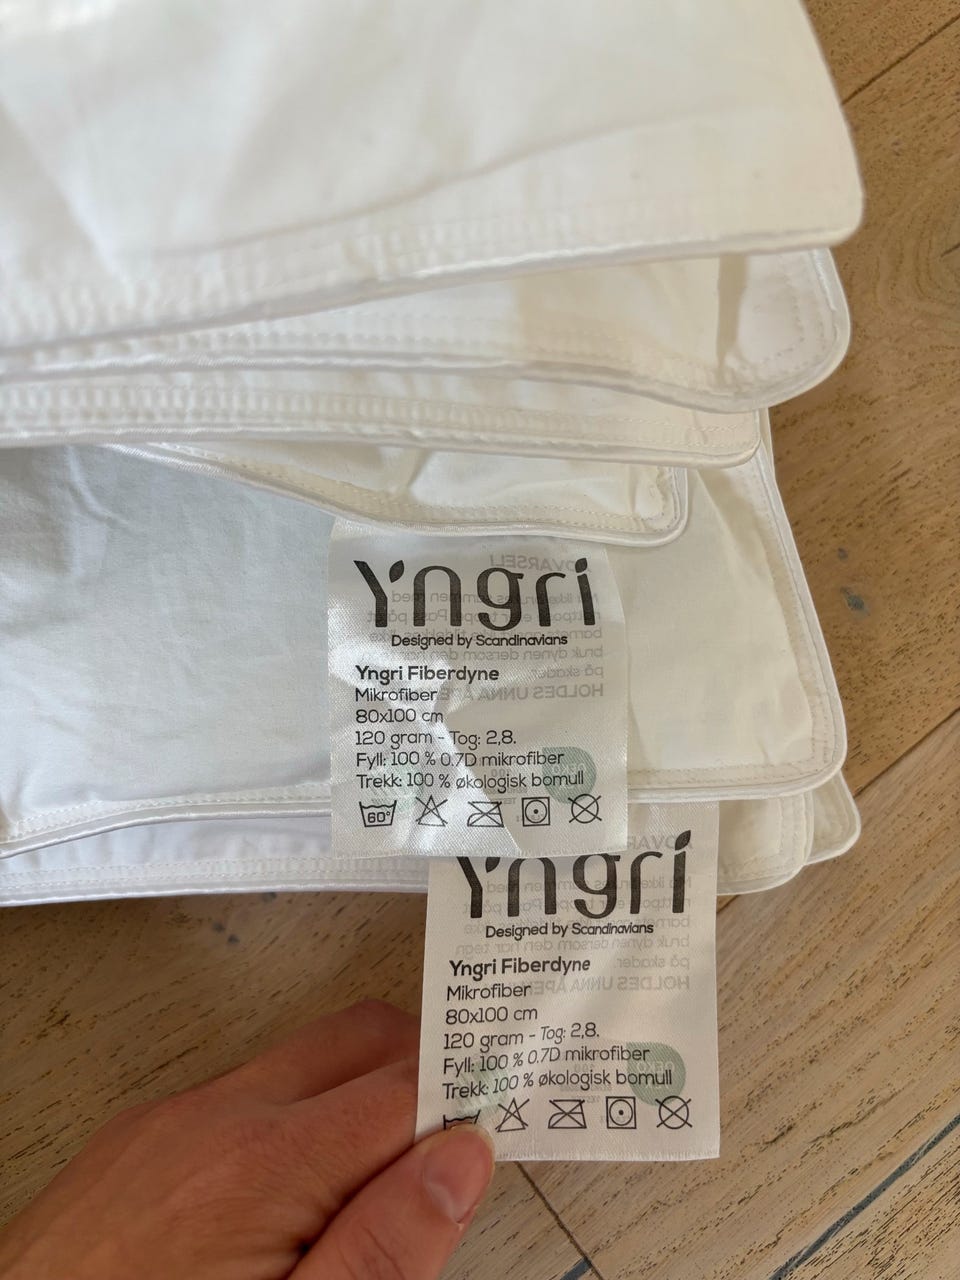 Yngri
Designed by Scandinavians
Yngri Fiberdyne
Mikrofiber
80x100 cm
120 gram - Tog: 2,8.
Fyll: 100 % 0.7D mikrofiber
Trekk: 100 % økologisk bomull
60°
Yngri
Designed by Scandinavians
Yngri Fiberdyne
Mikrofiber
80x100 cm
120 gram - Tog: 2,8.
Fyll: 100 % 0.7D mikrofiber
Trekk: 100 % økologisk bomull